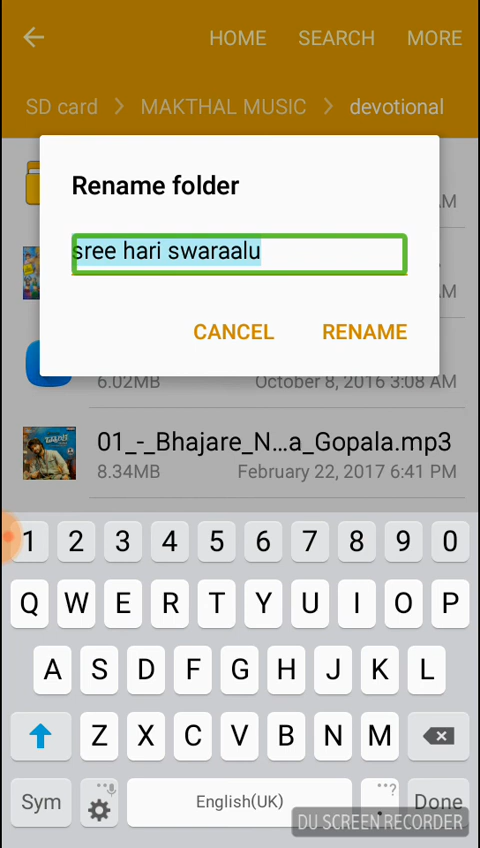 HOME SEARCH MORE
SD card > MAKTHAL MUSIC > devotional
AM
Rename folder
sree hari swaraalu
AM
CANCEL RENAME
6.02MB October 8, 2016 3:08 AM
01_-_Bhajare_N...a_Gopala.mp3
8.34MB February 22, 2017 6:41 PM
1 2 3 4 5 6 7 8 9 0
Q W E R T Y U I O P
A S D F G H J K L
Z X C V B N M
Sym English(UK) . Done
DU SCREEN RECORDER